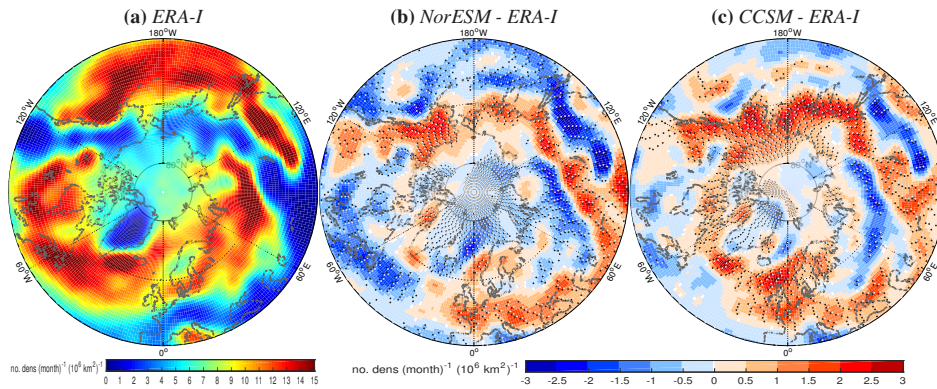 (a) ERA-I
(b) NorESM - ERA-I
(c) CCSM - ERA-I
180°W
180°W
180°W
120°W
120°E
120°W
120°E
120°W
120°E
60°W
60°E
60°W
60°E
60°W
60°E
0°
0°
0°
no. dens (month)⁻¹ (10⁶ km²)⁻¹
0 1 2 3 4 5 6 7 8 9 10 11 12 13 14 15
no. dens (month)⁻¹ (10⁶ km²)⁻¹
-3 -2.5 -2 -1.5 -1 -0.5 0 0.5 1 1.5 2 2.5 3